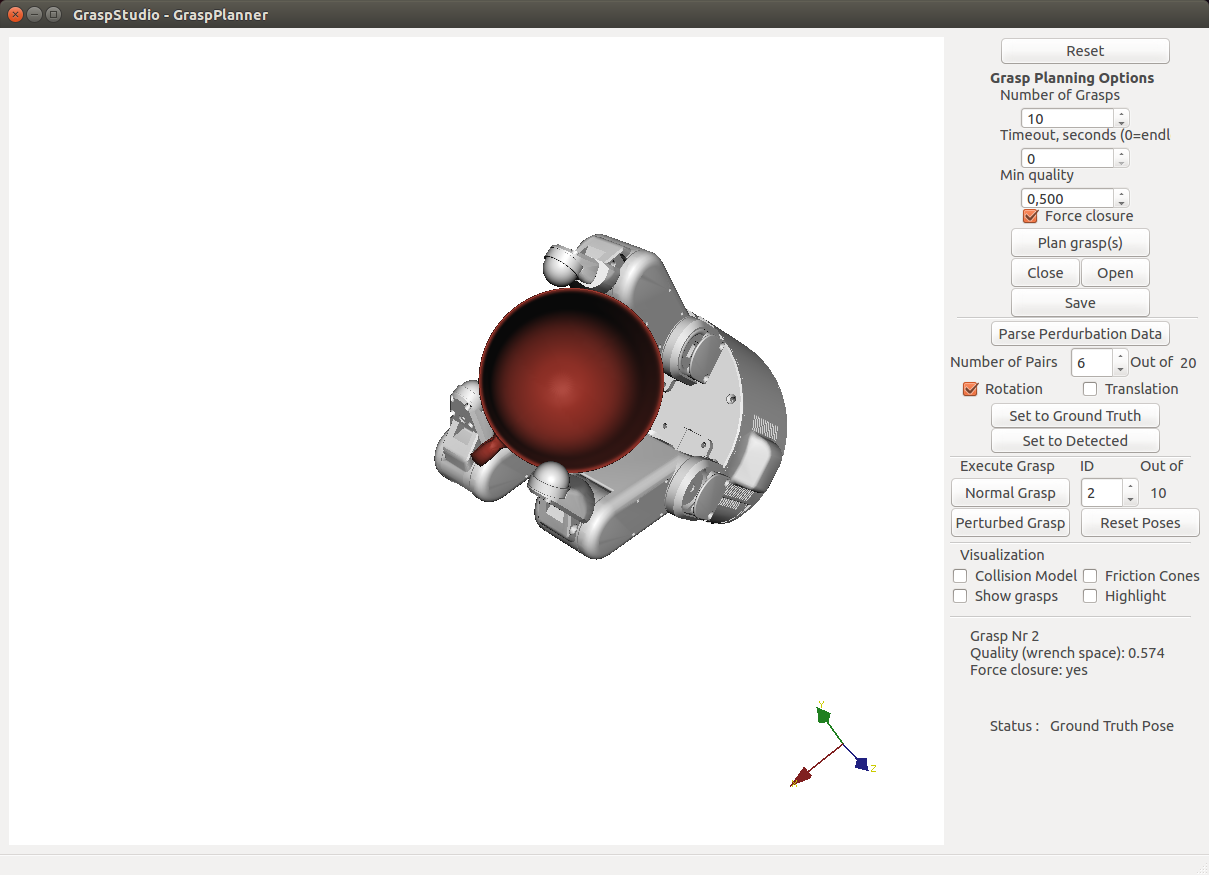 GraspStudio - GraspPlanner
Reset
Grasp Planning Options
Number of Grasps
10
Timeout, seconds (0=endl
0
Min quality
0,500
Force closure
Plan grasp(s)
Close Open
Save
Parse Perdurbation Data
Number of Pairs 6 Out of 20
Rotation Translation
Set to Ground Truth
Set to Detected
Execute Grasp ID Out of
Normal Grasp 2 10
Perturbed Grasp Reset Poses
Visualization
Collision Model Friction Cones
Show grasps Highlight
Grasp Nr 2
Quality (wrench space): 0.574
Force closure: yes
Y
Status : Ground Truth Pose
Z
X